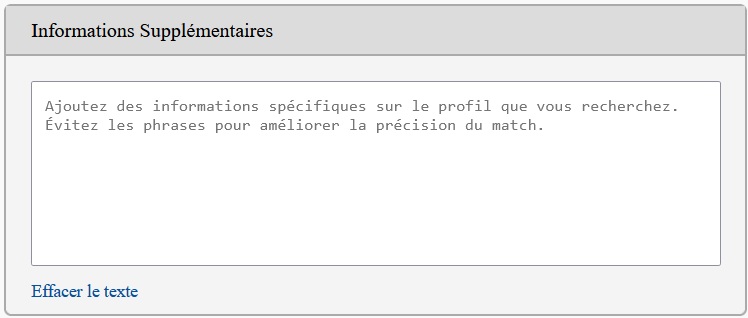 Informations Supplémentaires
Ajoutez des informations spécifiques sur le profil que vous recherchez.
Évitez les phrases pour améliorer la précision du match.
Effacer le texte